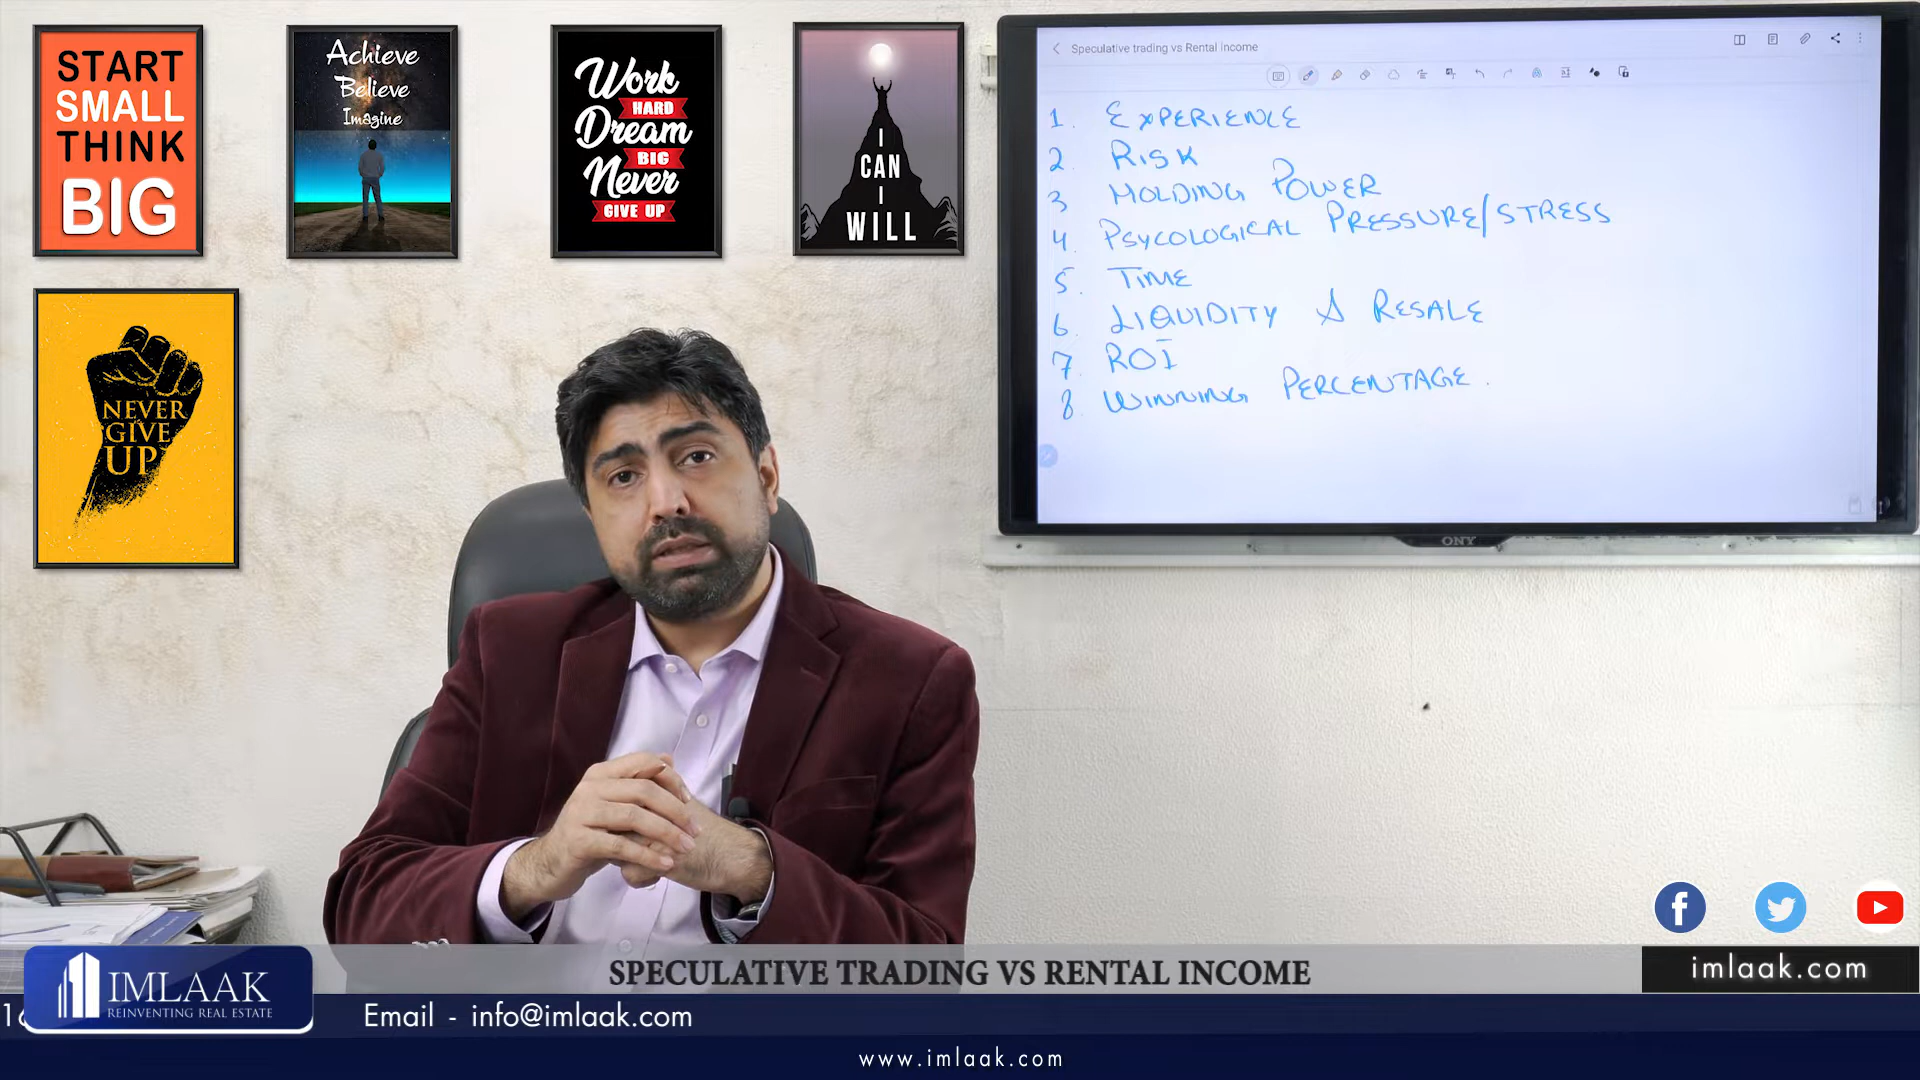 START
SMALL
THINK
BIG
Achieve
Believe
Imagine
Work
HARD
Dream
BIG
Never
GIVE UP
I
CAN
I
WILL
NEVER
GIVE
UP
Speculative trading vs Rental income
1. EXPERIENCE
2 RISK
3 HOLDING POWER
4. PSYCOLOGICAL PRESSURE/STRESS
5. TIME
6. LIQUIDITY & RESALE
7. ROI
8. WINNING PERCENTAGE.
ONY
SPECULATIVE TRADING VS RENTAL INCOME
imlaak.com
IMLAAK
REINVENTING REAL ESTATE
Email - info@imlaak.com
www.imlaak.com